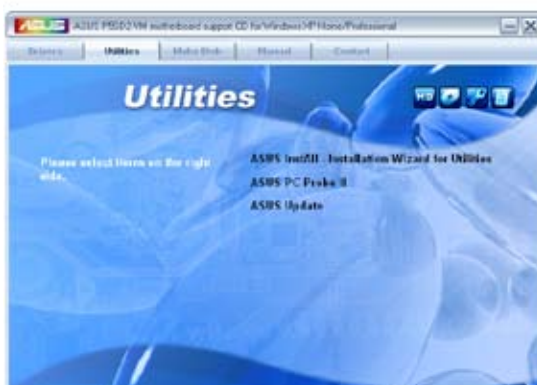 ASUS ASUS P5SD2-VM motherboard support CD for Windows XP Home/Professional
Drivers Utilities Make Disk Manual Contact
Utilities
Please select items on the right side.
ASUS InstAll - Installation Wizard for Utilities
ASUS PC Probe II
ASUS Update